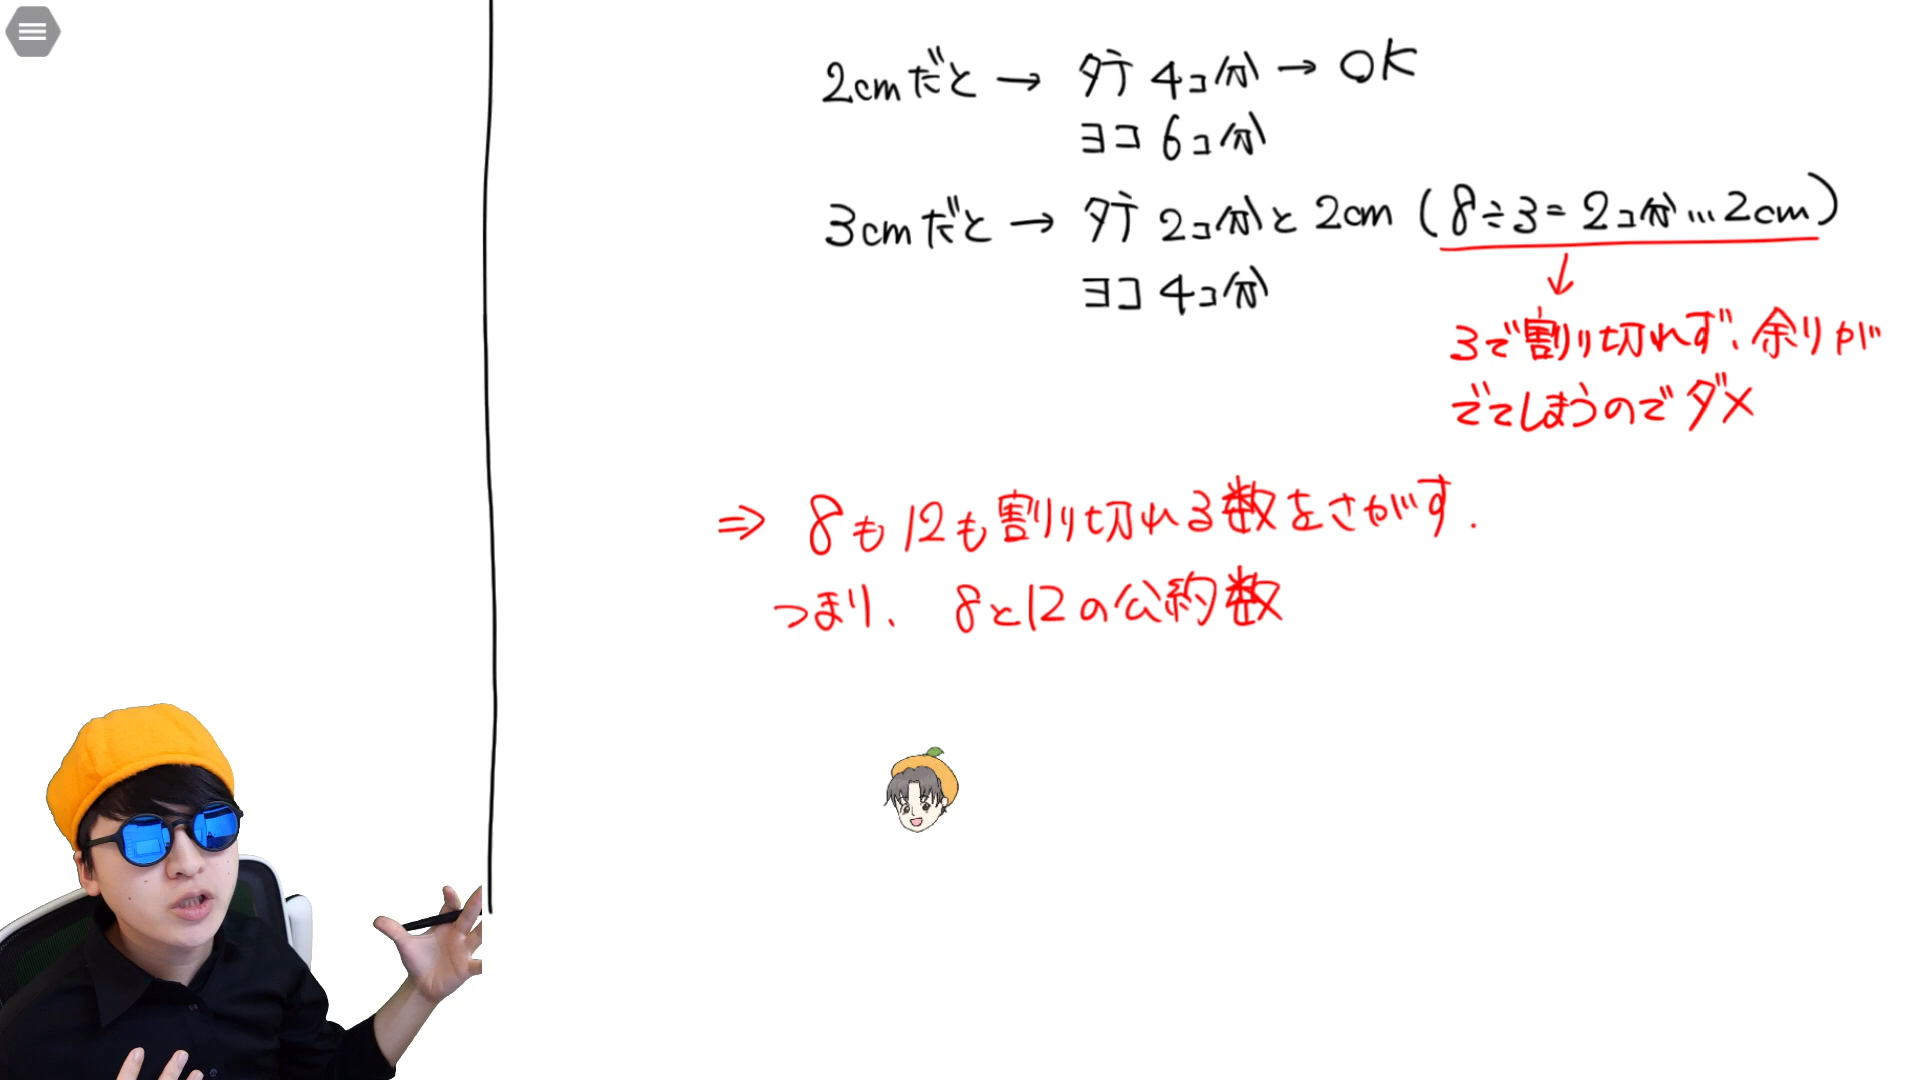 2cmだと → タテ 4コ分 → OK
ヨコ 6コ分
3cmだと → タテ 2コ分と 2cm (8÷3=2コ分…2cm)
ヨコ 4コ分
↓
3で割り切れず、余りが
でてしまうのでダメ
⇒ 8も12も割り切れる数をさがす.
つまり、8と12の公約数